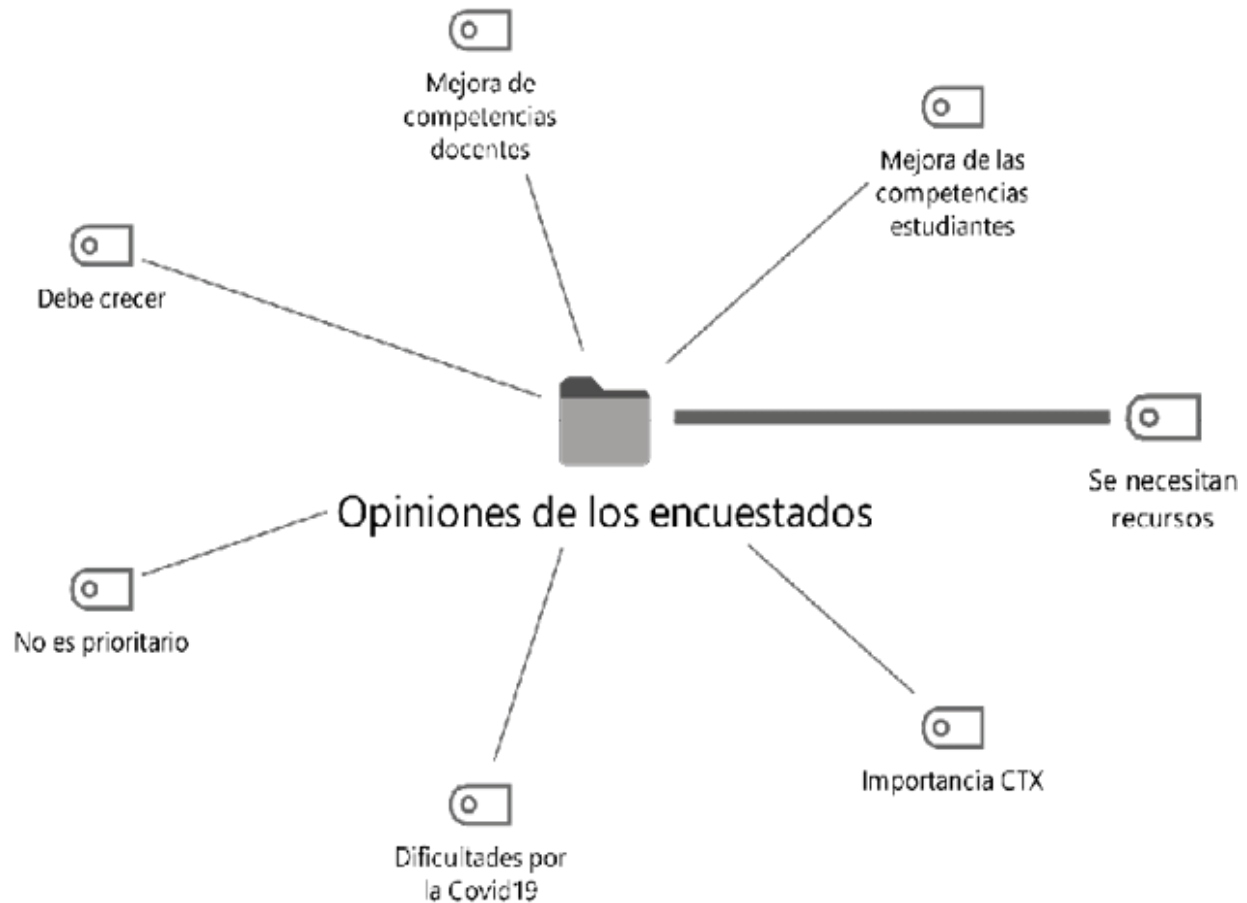 Mejora de
competencias
docentes
Mejora de las
competencias
estudiantes
Debe crecer
Se necesitan
recursos
Opiniones de los encuestados
No es prioritario
Importancia CTX
Dificultades por
la Covid19